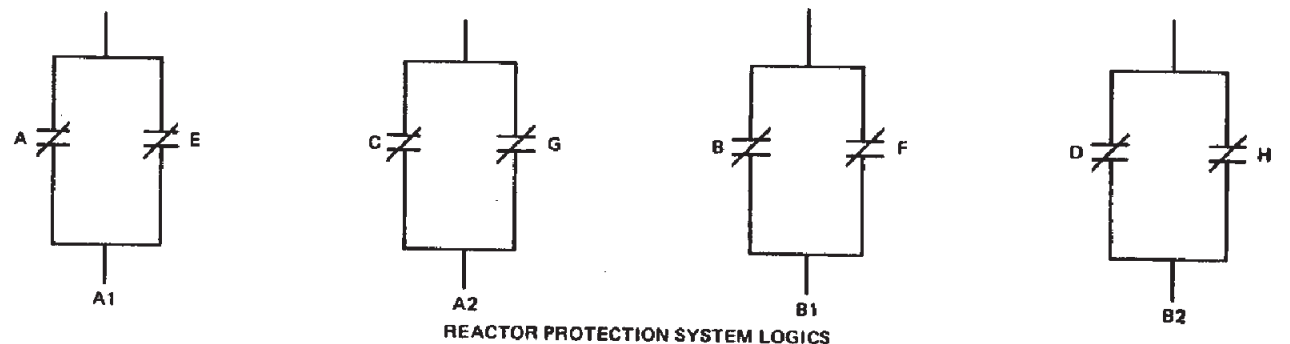 A E C G B F D H
A1 A2 B1 B2
REACTOR PROTECTION SYSTEM LOGICS